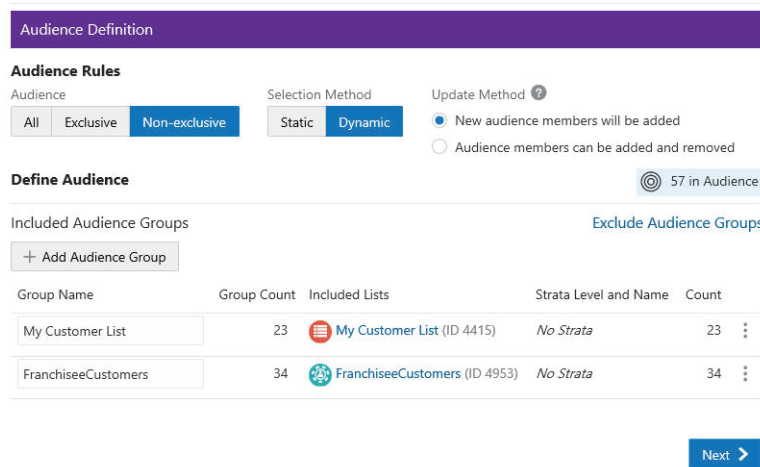 Audience Definition
Audience Rules
Audience Selection Method Update Method ?
All Exclusive Non-exclusive Static Dynamic New audience members will be added
Audience members can be added and removed
Define Audience 57 in Audience
Included Audience Groups Exclude Audience Groups
+ Add Audience Group
Group Name Group Count Included Lists Strata Level and Name Count
My Customer List 23 My Customer List (ID 4415) No Strata 23
FranchiseeCustomers 34 FranchiseeCustomers (ID 4953) No Strata 34
Next